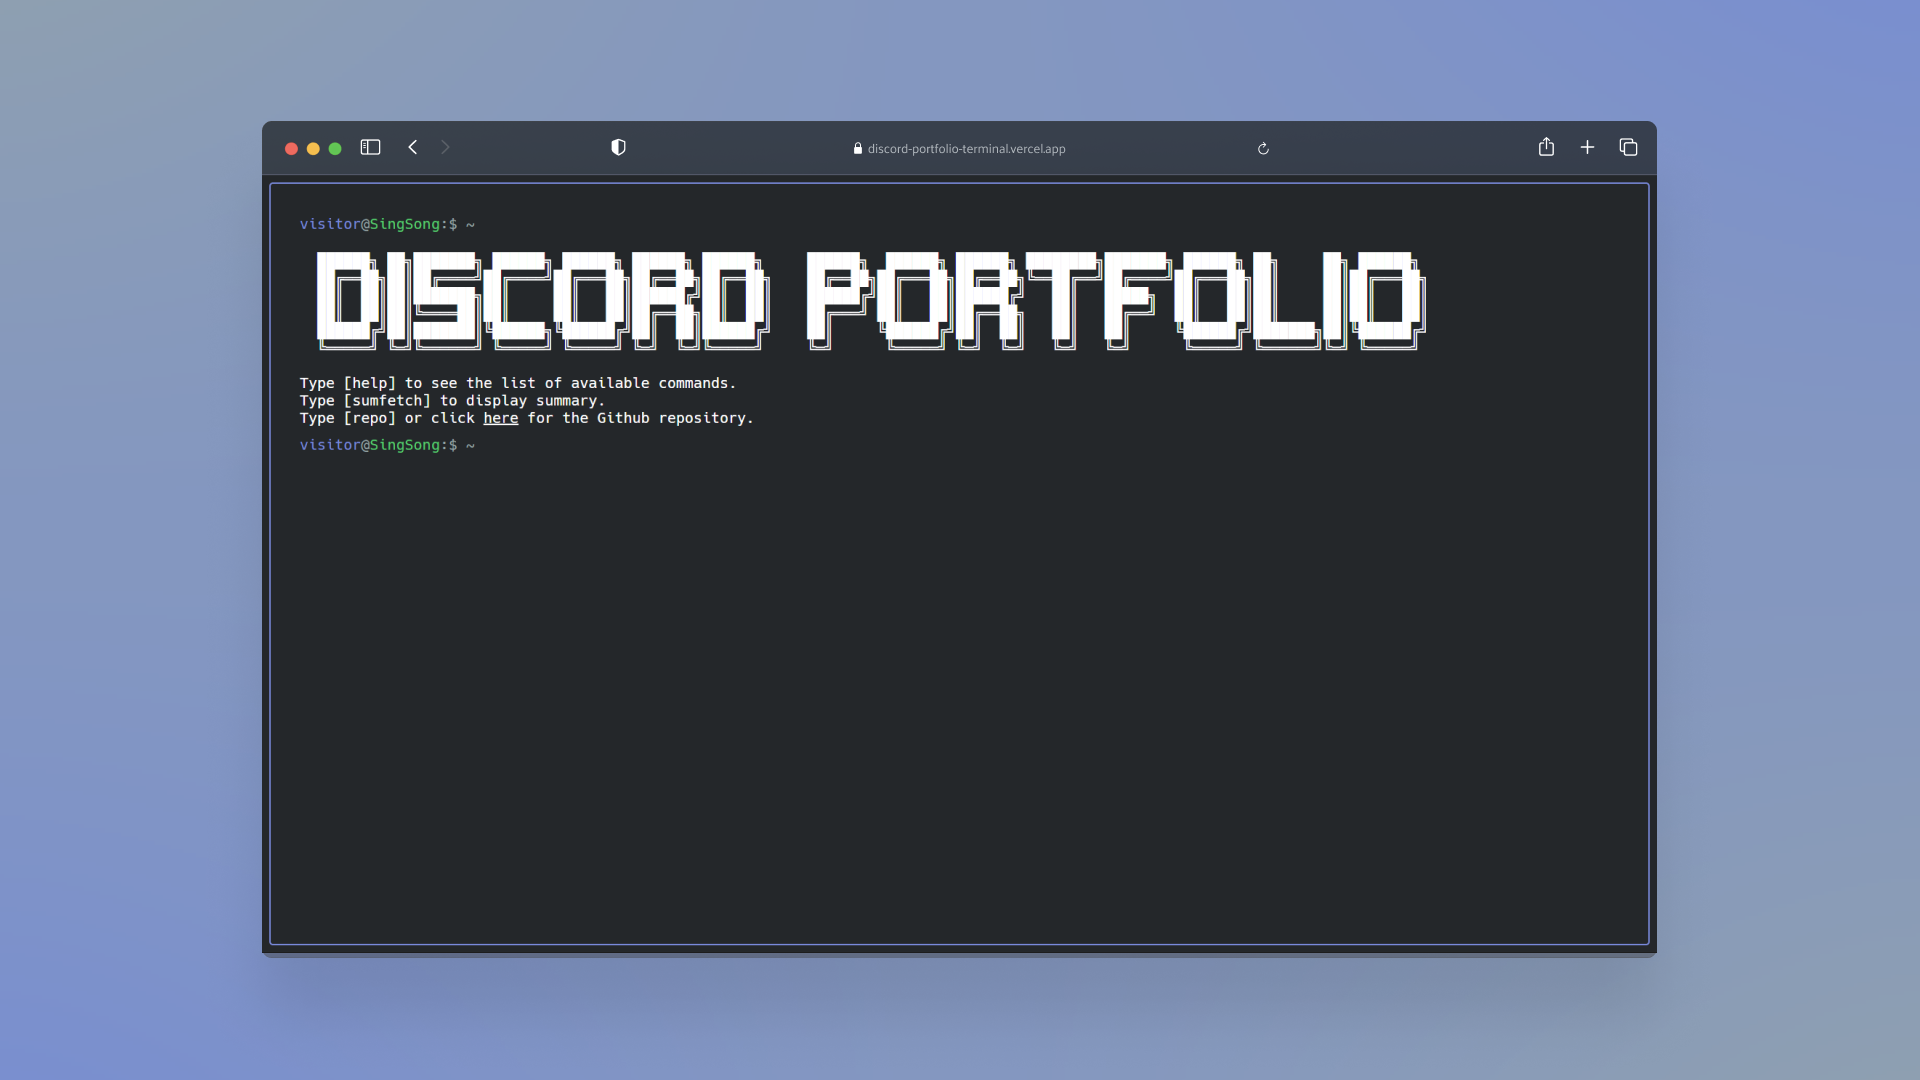 discord-portfolio-terminal.vercel.app
visitor@SingSong:$ ~
DISCORD PORTFOLIO
Type [help] to see the list of available commands.
Type [sumfetch] to display summary.
Type [repo] or click here for the Github repository.
visitor@SingSong:$ ~